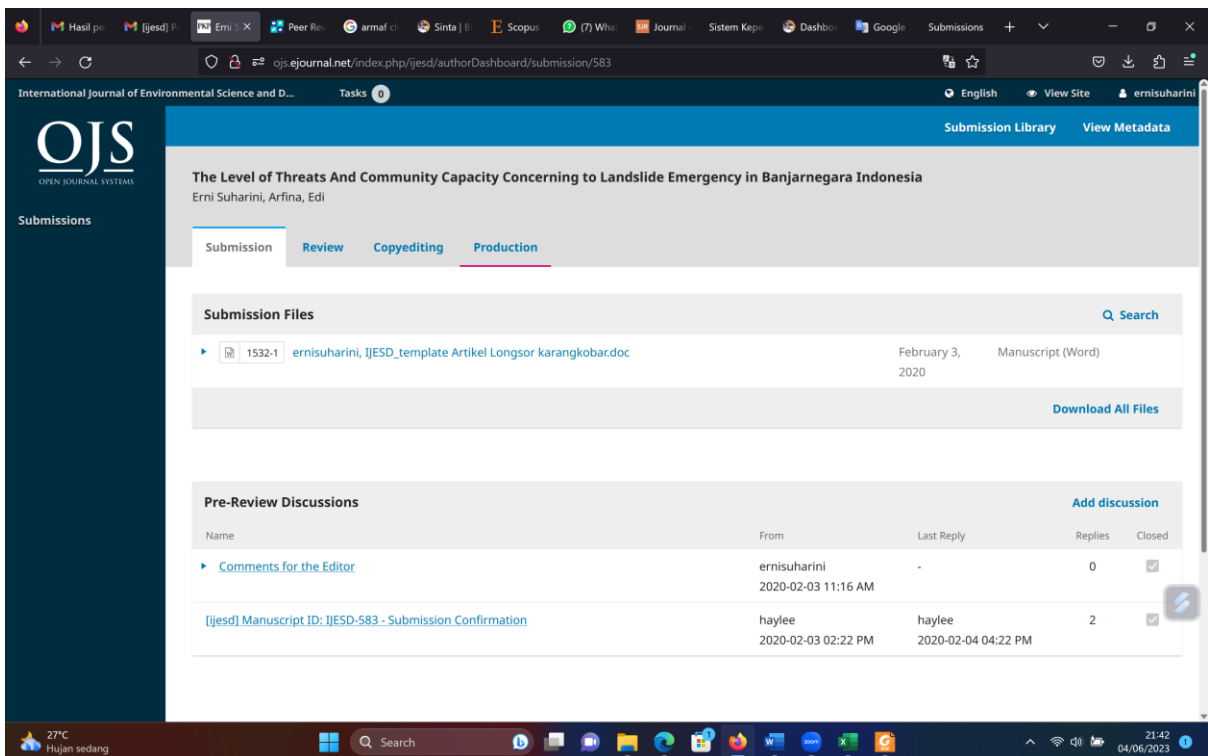 Hasil pe
[ijesd] P
PKP Erni S
Peer Rev
armaf cl
Sinta | B
Scopus
(7) What
SJR Journal
Sistem Kepe
Dashbo
Google
Submissions
ojs.ejournal.net/index.php/ijesd/authorDashboard/submission/583
International Journal of Environmental Science and D... Tasks 0 English View Site ernisuharini
OJS
OPEN JOURNAL SYSTEMS
Submission Library View Metadata
Submissions
The Level of Threats And Community Capacity Concerning to Landslide Emergency in Banjarnegara Indonesia
Erni Suharini, Arfina, Edi
Submission Review Copyediting Production
Submission Files Search
1532-1 ernisuharini, IJESD_template Artikel Longsor karangkobar.doc February 3, Manuscript (Word)
2020
Download All Files
Pre-Review Discussions Add discussion
Name From Last Reply Replies Closed
Comments for the Editor ernisuharini - 0
2020-02-03 11:16 AM
[ijesd] Manuscript ID: IJESD-583 - Submission Confirmation haylee haylee 2
2020-02-03 02:22 PM 2020-02-04 04:22 PM
27°C
Hujan sedang
Search
zoom
21:42
04/06/2023
1